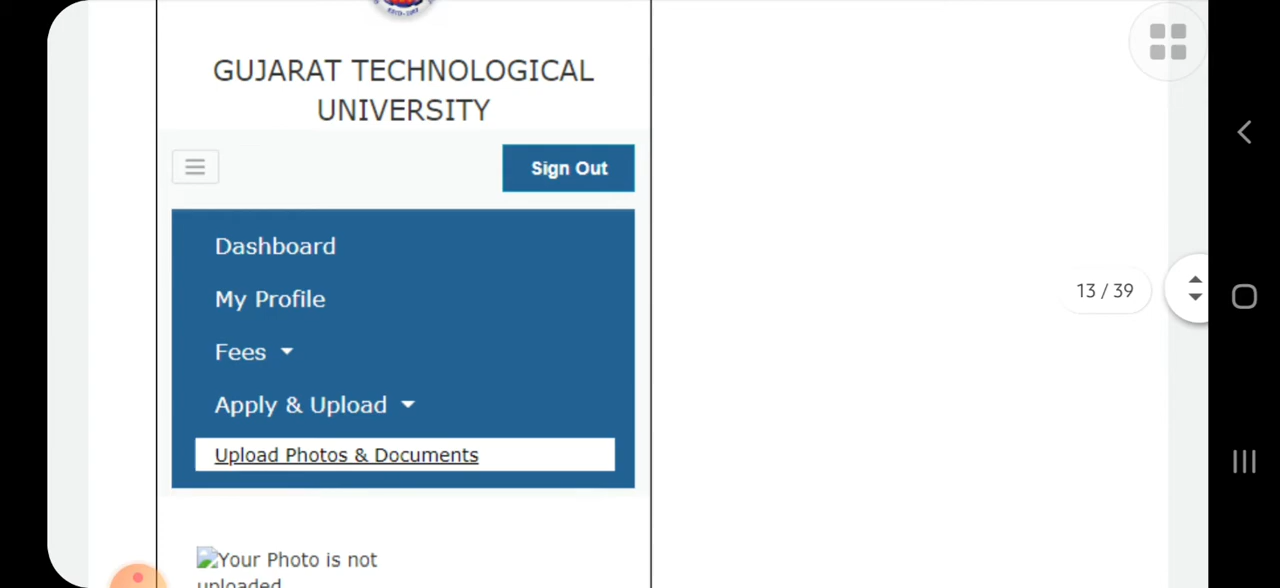 GUJARAT TECHNOLOGICAL
UNIVERSITY
Sign Out
Dashboard
My Profile
Fees
Apply & Upload
Upload Photos & Documents
13 / 39
Your Photo is not
uploaded